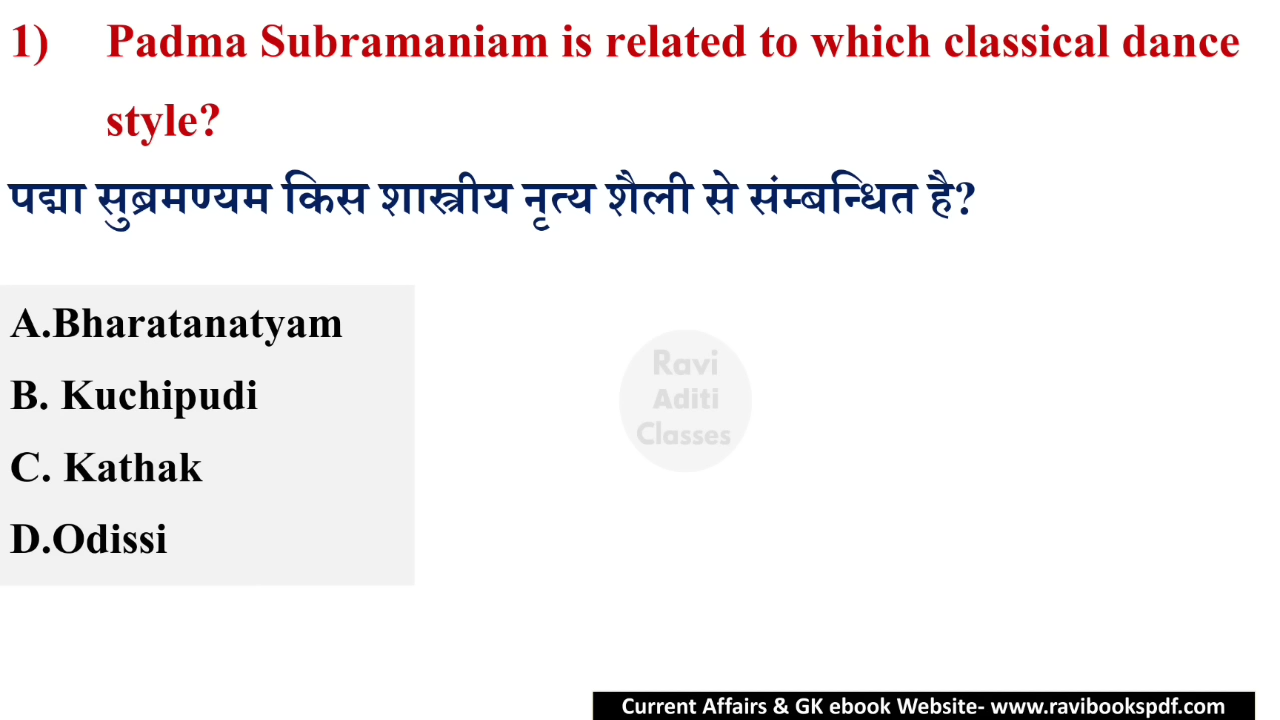 1) Padma Subramaniam is related to which classical dance
style?
पद्मा सुब्रमण्यम किस शास्त्रीय नृत्य शैली से संम्बन्धित है?
A.Bharatanatyam
B. Kuchipudi
C. Kathak
D.Odissi
Ravi
Aditi
Classes
Current Affairs & GK ebook Website- www.ravibookspdf.com